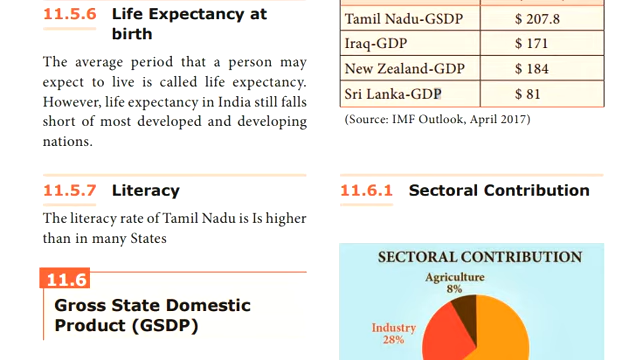 11.5.6 Life Expectancy at
birth
The average period that a person may
expect to live is called life expectancy.
However, life expectancy in India still falls
short of most developed and developing
nations.
11.5.7 Literacy
The literacy rate of Tamil Nadu is Is higher
than in many States
11.6
Gross State Domestic
Product (GSDP)
Tamil Nadu-GSDP $ 207.8
Iraq-GDP $ 171
New Zealand-GDP $ 184
Sri Lanka-GDP $ 81
(Source: IMF Outlook, April 2017)
11.6.1 Sectoral Contribution
SECTORAL CONTRIBUTION
Agriculture
8%
Industry
28%